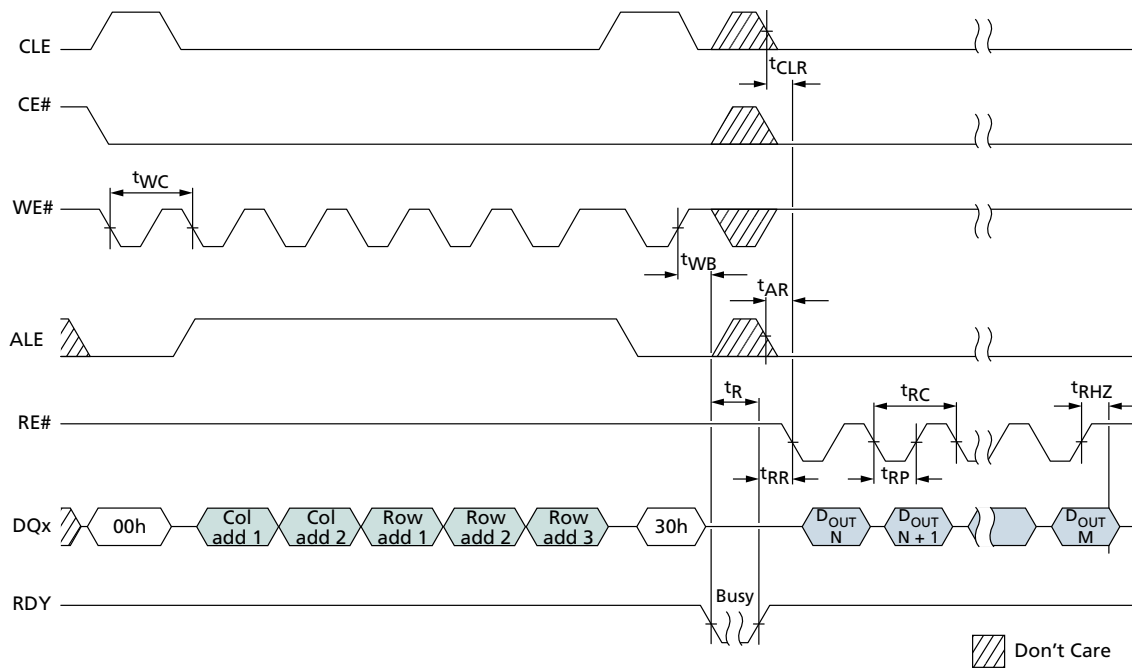 CLE
tCLR
CE#
tWC
WE#
tWB
tAR
ALE
tR
tRC
tRHZ
RE#
tRR
tRP
DQx
00h
Col
add 1
Col
add 2
Row
add 1
Row
add 2
Row
add 3
30h
DOUT
N
DOUT
N + 1
DOUT
M
RDY
Busy
Don't Care